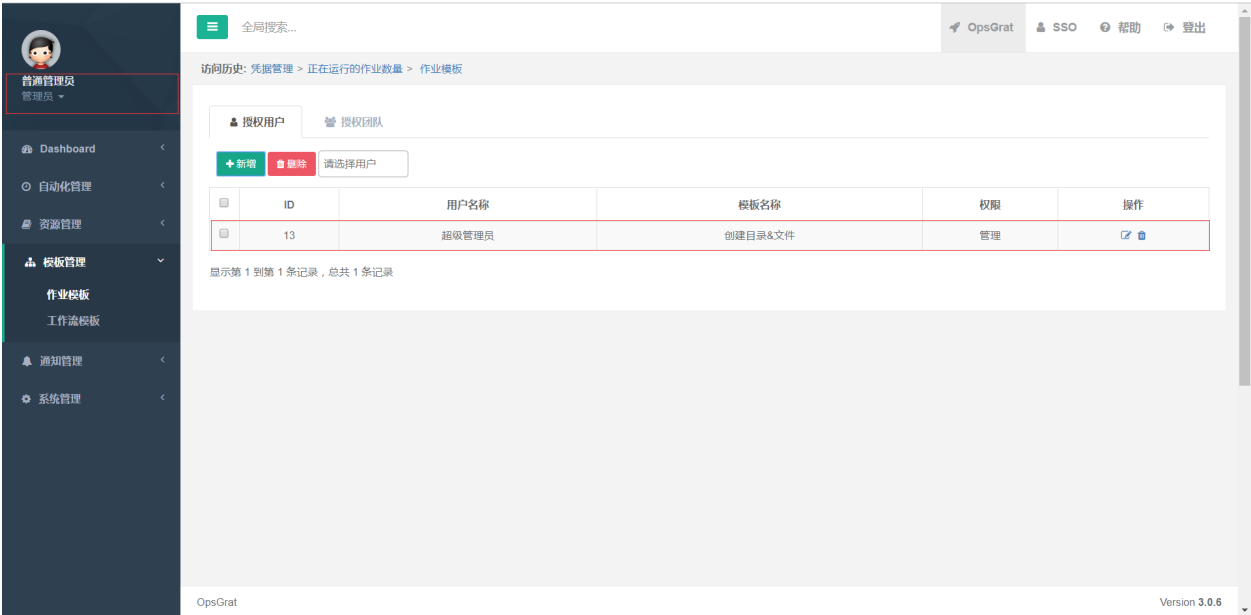 全局搜索...
OpsGrat SSO 帮助 登出
普通管理员
管理员
访问历史: 凭据管理 > 正在运行的作业数量 > 作业模板
授权用户 授权团队
Dashboard
新增 删除 请选择用户
自动化管理
ID 用户名称 模板名称 权限 操作
资源管理
13 超级管理员 创建目录&文件 管理
模板管理
显示第 1 到第 1 条记录，总共 1 条记录
作业模板
工作流模板
通知管理
系统管理
OpsGrat Version 3.0.6